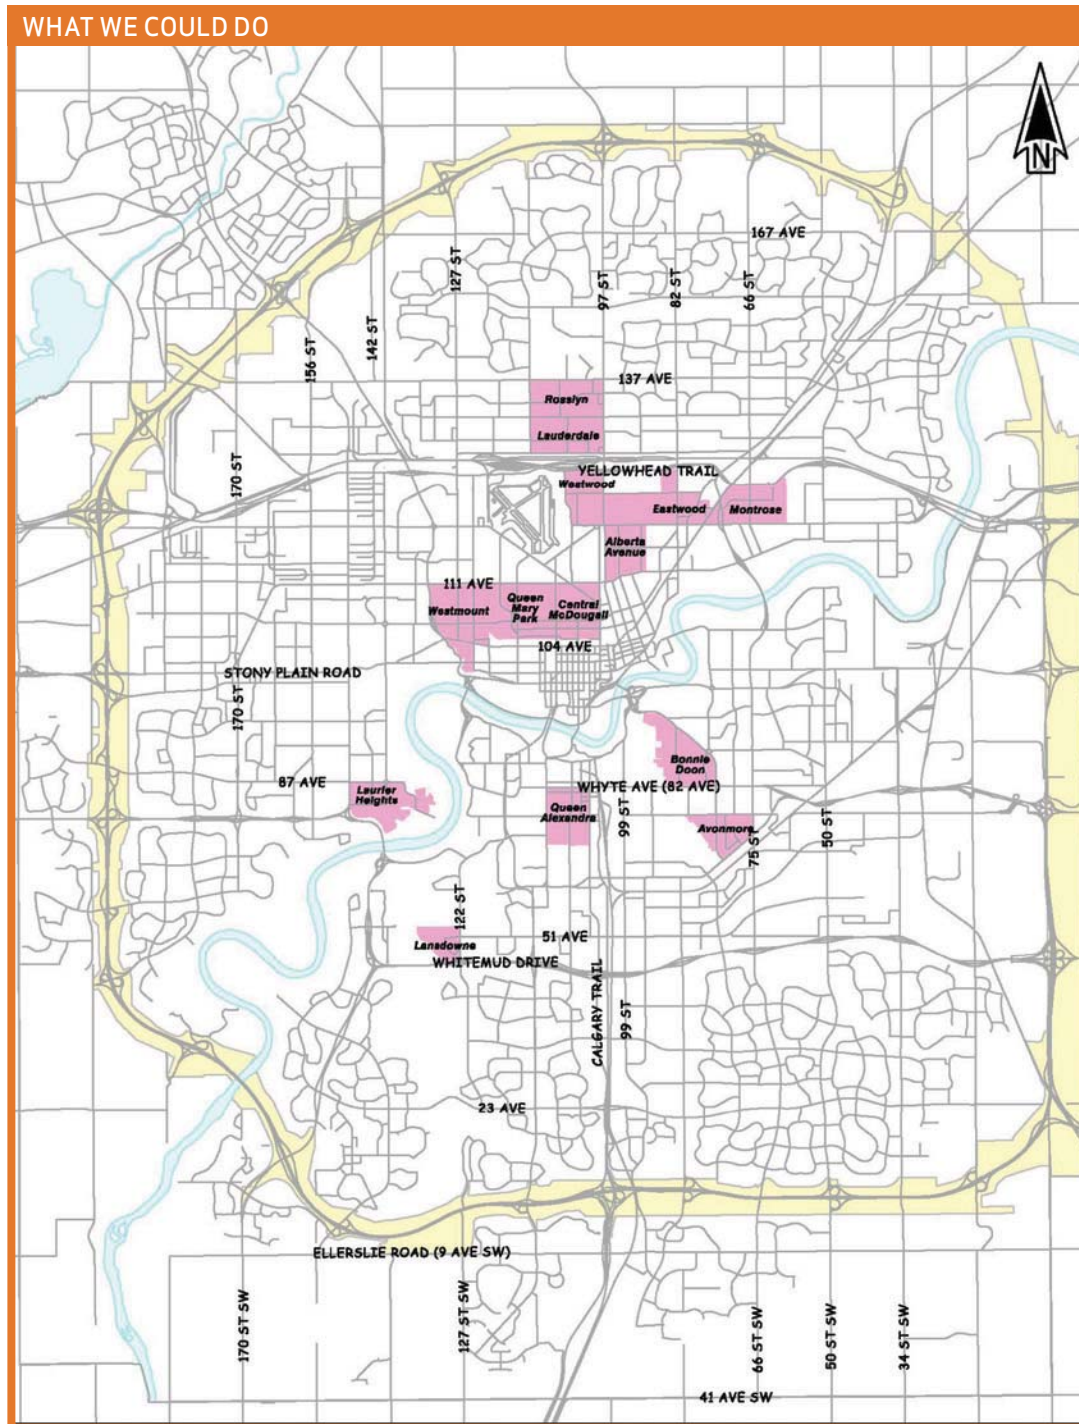 WHAT WE COULD DO
N
167 AVE
127 ST
97 ST
82 ST
66 ST
142 ST
156 ST
137 AVE
Rosslyn
Lauderdale
170 ST
YELLOWHEAD TRAIL
Westwood
Eastwood
Montrose
Alberta
Avenue
111 AVE
Westmount
Queen
Mary
Park
Central
McDougall
104 AVE
STONY PLAIN ROAD
170 ST
Bonnie
Doon
87 AVE
WHYTE AVE (82 AVE)
Laurier
Heights
Queen
Alexandra
99 ST
Avonmore
75 ST
50 ST
122 ST
51 AVE
Lansdowne
WHITEMUD DRIVE
CALGARY TRAIL
99 ST
23 AVE
ELLERSLIE ROAD (9 AVE SW)
170 ST SW
127 ST SW
66 ST SW
50 ST SW
34 ST SW
41 AVE SW